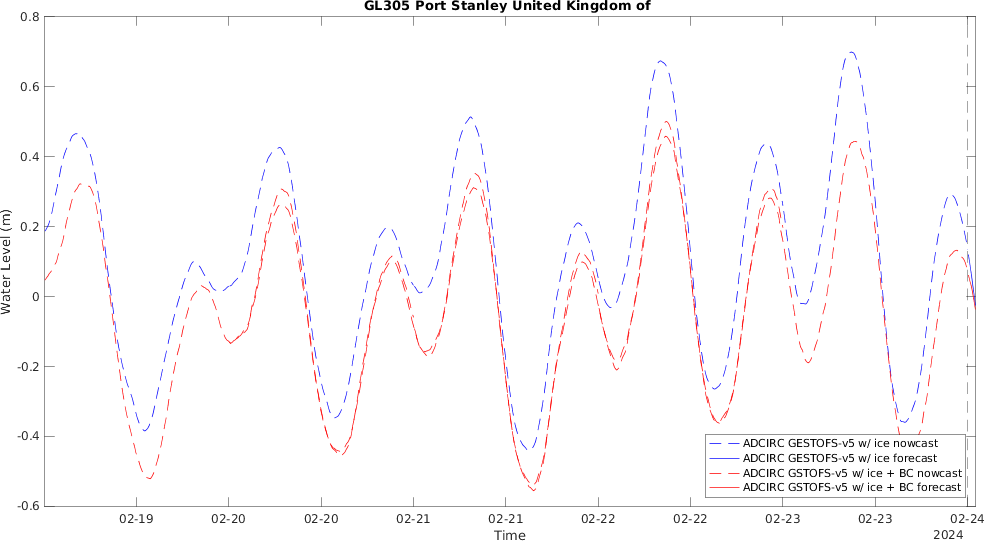 GL305 Port Stanley United Kingdom of
0.8
0.6
0.4
0.2
0
-0.2
-0.4
-0.6
Water Level (m)
ADCIRC GESTOFS-v5 w/ ice nowcast
ADCIRC GESTOFS-v5 w/ ice forecast
ADCIRC GSTOFS-v5 w/ ice + BC nowcast
ADCIRC GSTOFS-v5 w/ ice + BC forecast
02-19 02-20 02-20 02-21 02-21 02-22 02-22 02-23 02-23 02-24
Time
2024